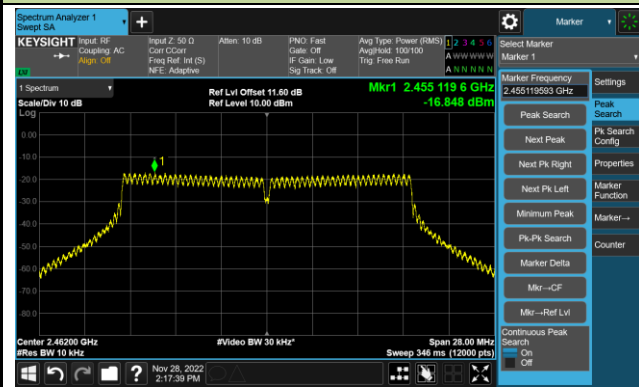 Spectrum Analyzer 1
Swept SA
Marker
KEYSIGHT
Input: RF
Coupling: AC
Align: Off
Input Z: 50 Ω
Corr CCorr
Freq Ref: Int (S)
NFE: Adaptive
Atten: 10 dB
PNO: Fast
Gate: Off
IF Gain: Low
Sig Track: Off
Avg Type: Power (RMS)
Avg|Hold: 100/100
Trig: Free Run
1 2 3 4 5 6
A W W W W W
A N N N N N
LXI
Select Marker
Marker 1
1 Spectrum
Scale/Div 10 dB
Log
Ref Lvl Offset 11.60 dB
Ref Level 10.00 dBm
Mkr1 2.455 119 6 GHz
-16.848 dBm
0.00
-10.0
-20.0
-30.0
-40.0
-50.0
-60.0
-70.0
-80.0
1
Center 2.46200 GHz
#Res BW 10 kHz
#Video BW 30 kHz*
Span 28.00 MHz
Sweep 346 ms (12000 pts)
Marker Frequency
2.455119593 GHz
Peak Search
Next Peak
Next Pk Right
Next Pk Left
Minimum Peak
Pk-Pk Search
Marker Delta
Mkr→CF
Mkr→Ref Lvl
Continuous Peak
Search
On
Off
Settings
Peak
Search
Pk Search
Config
Properties
Marker
Function
Marker→
Counter
Nov 28, 2022
2:17:39 PM